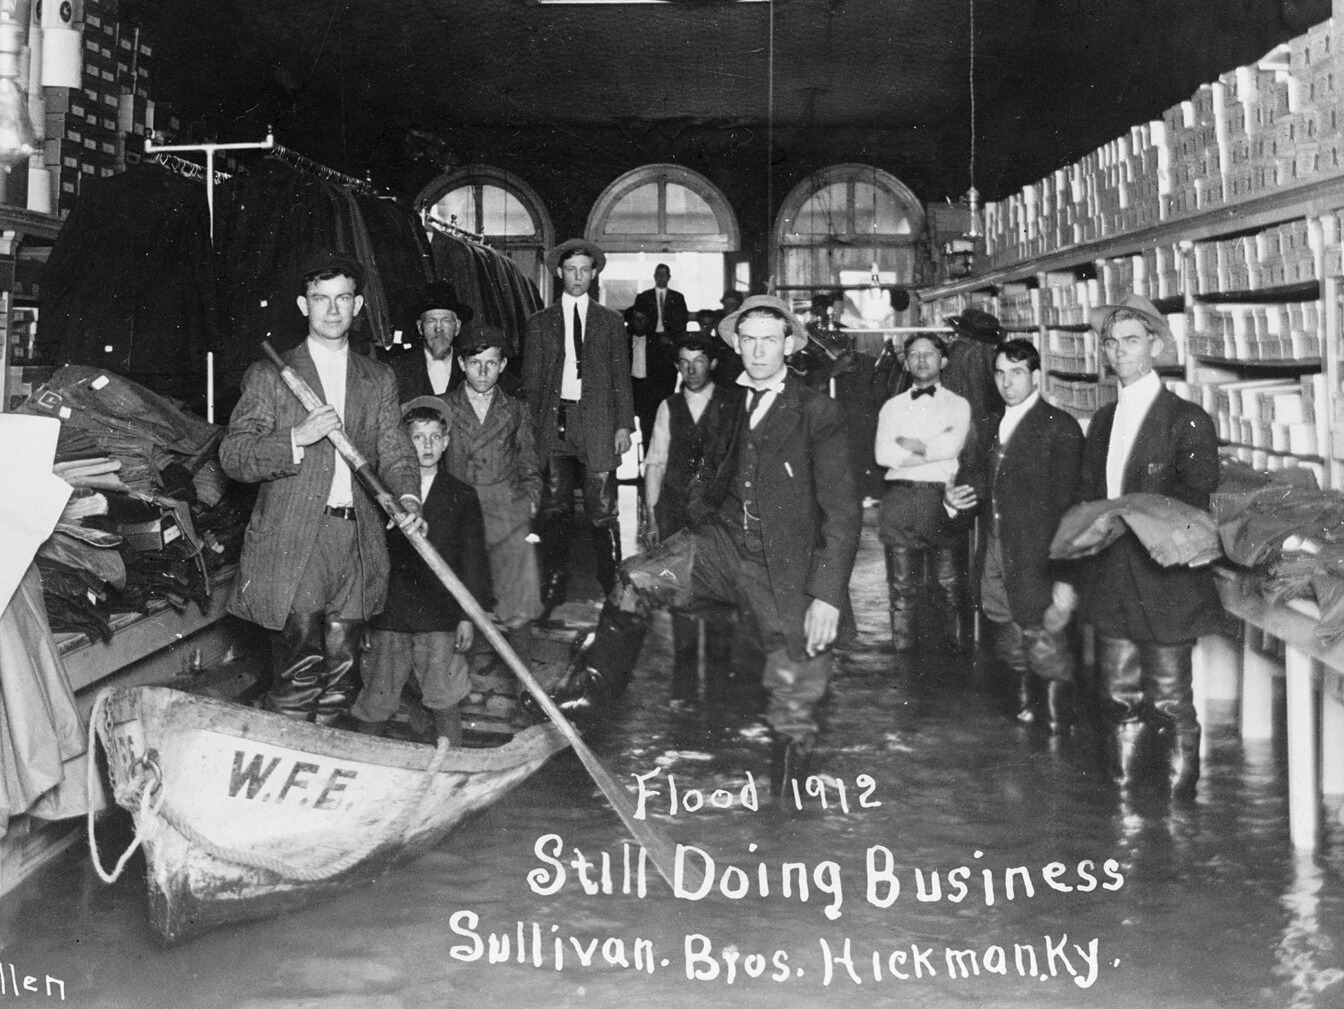 W.F.E.
Flood 1912
Still Doing Business
Sullivan. Bros. Hickman.Ky.
llen